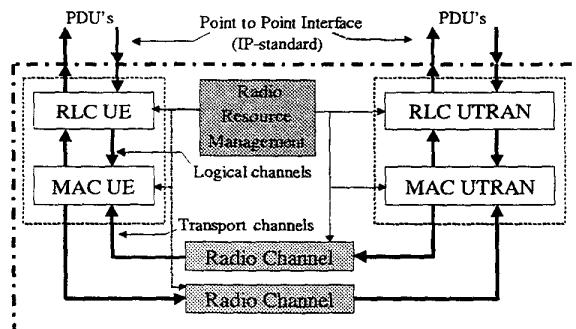 PDU's
Point to Point Interface
(IP-standard)
PDU's
RLC UE
Radio
Resource
Management
RLC UTRAN
MAC UE
Logical channels
MAC UTRAN
Transport channels
Radio Channel
Radio Channel